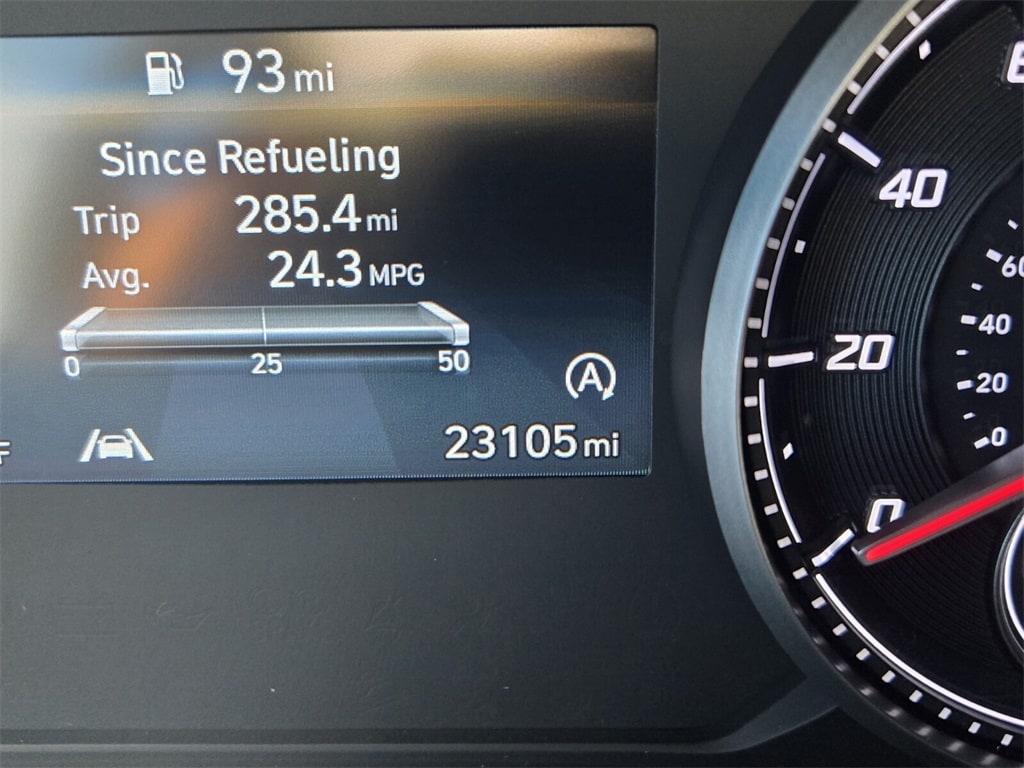 93 mi
Since Refueling
Trip 285.4 mi
Avg. 24.3 MPG
0 25 50
A
23105 mi
40
20
0
60
40
20
0